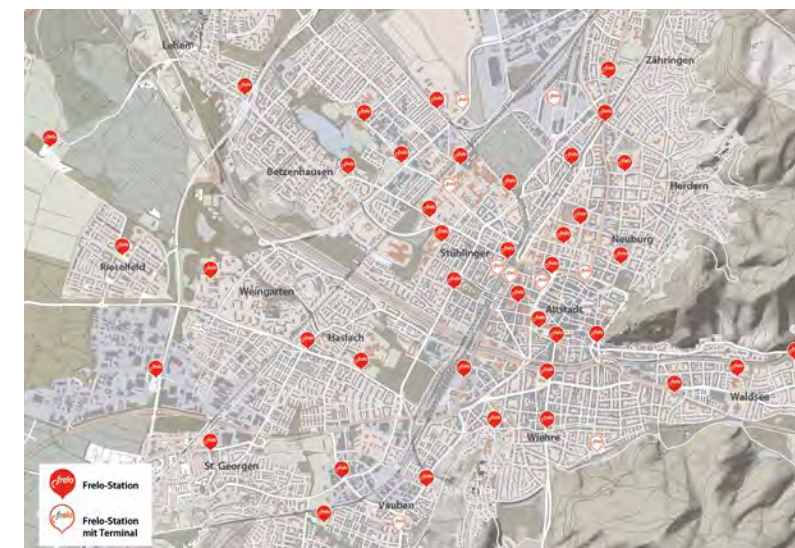 Lehen
Zähringen
Betzenhausen
Herdern
Neuburg
Stühlinger
Rieselfeld
Weingarten
Altstadt
Haslach
Waldsee
Wiehre
St. Georgen
Vauban
frelo
Frelo-Station
frelo
Frelo-Station
mit Terminal